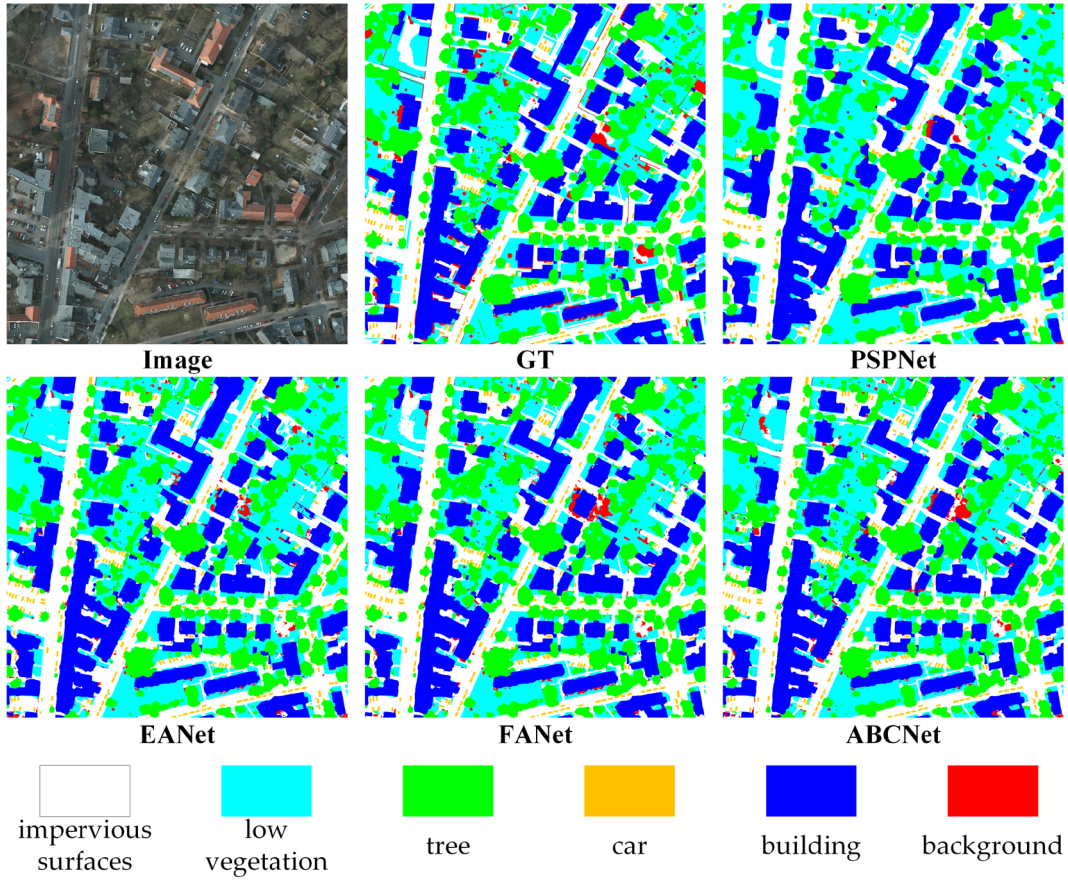 Image
GT
PSPNet
EANet
FANet
ABCNet
impervious
surfaces
low
vegetation
tree
car
building
background